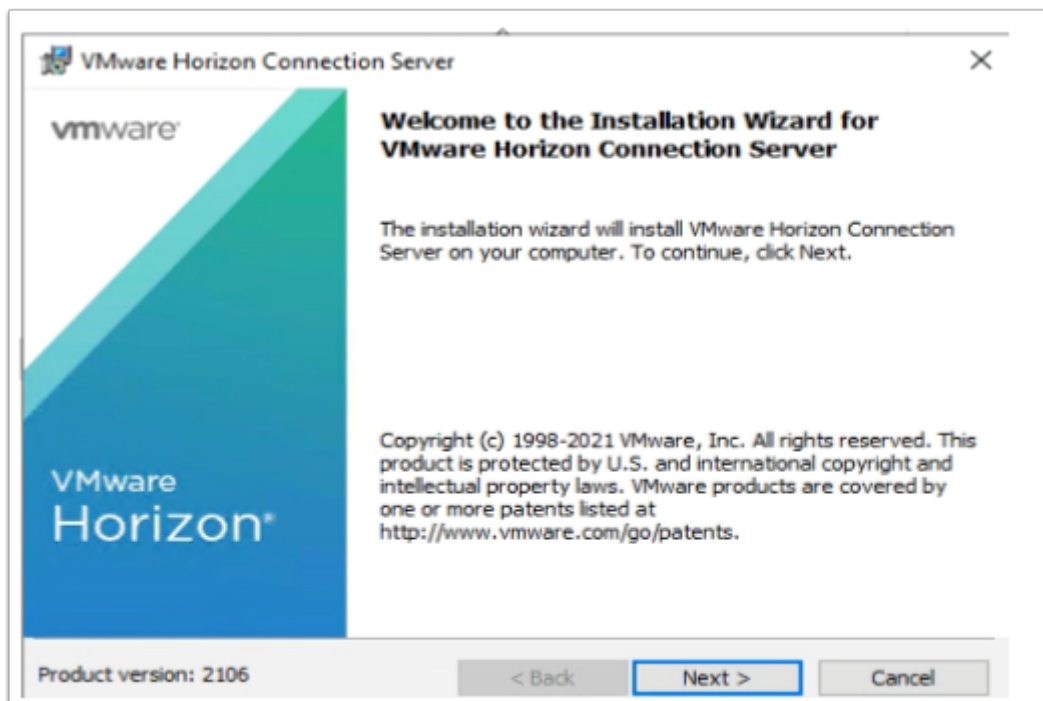 VMware Horizon Connection Server
vmware
Welcome to the Installation Wizard for
VMware Horizon Connection Server
The installation wizard will install VMware Horizon Connection
Server on your computer. To continue, click Next.
Copyright (c) 1998-2021 VMware, Inc. All rights reserved. This
product is protected by U.S. and international copyright and
intellectual property laws. VMware products are covered by
one or more patents listed at
http://www.vmware.com/go/patents.
VMware
Horizon®
Product version: 2106
< Back
Next >
Cancel